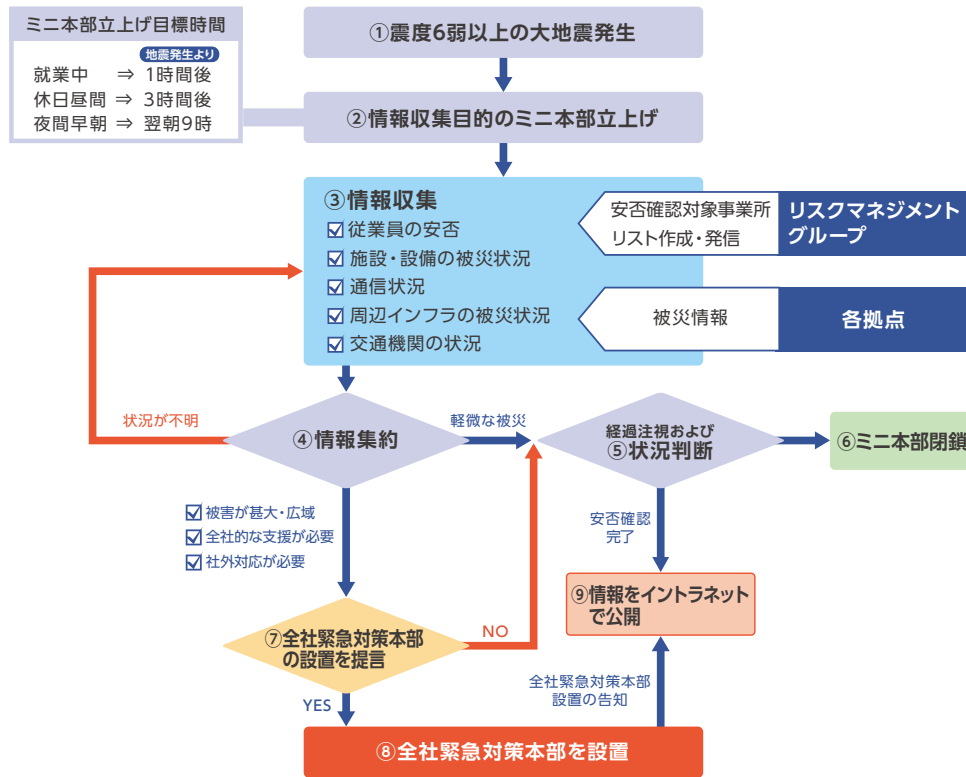 ミニ本部立上げ目標時間
地震発生より
就業中 ⇒ 1時間後
休日昼間 ⇒ 3時間後
夜間早朝 ⇒ 翌朝9時
①震度6弱以上の大地震発生
②情報収集目的のミニ本部立上げ
③情報収集
従業員の安否
施設・設備の被災状況
通信状況
周辺インフラの被災状況
交通機関の状況
安否確認対象事業所
リスト作成・発信
リスクマネジメント
グループ
被災情報
各拠点
状況が不明
④情報集約
軽微な被災
経過注視および
⑤状況判断
⑥ミニ本部閉鎖
被害が甚大・広域
全社的な支援が必要
社外対応が必要
安否確認
完了
⑨情報をイントラネット
で公開
⑦全社緊急対策本部
の設置を提言
NO
YES
全社緊急対策本部
設置の告知
⑧全社緊急対策本部を設置